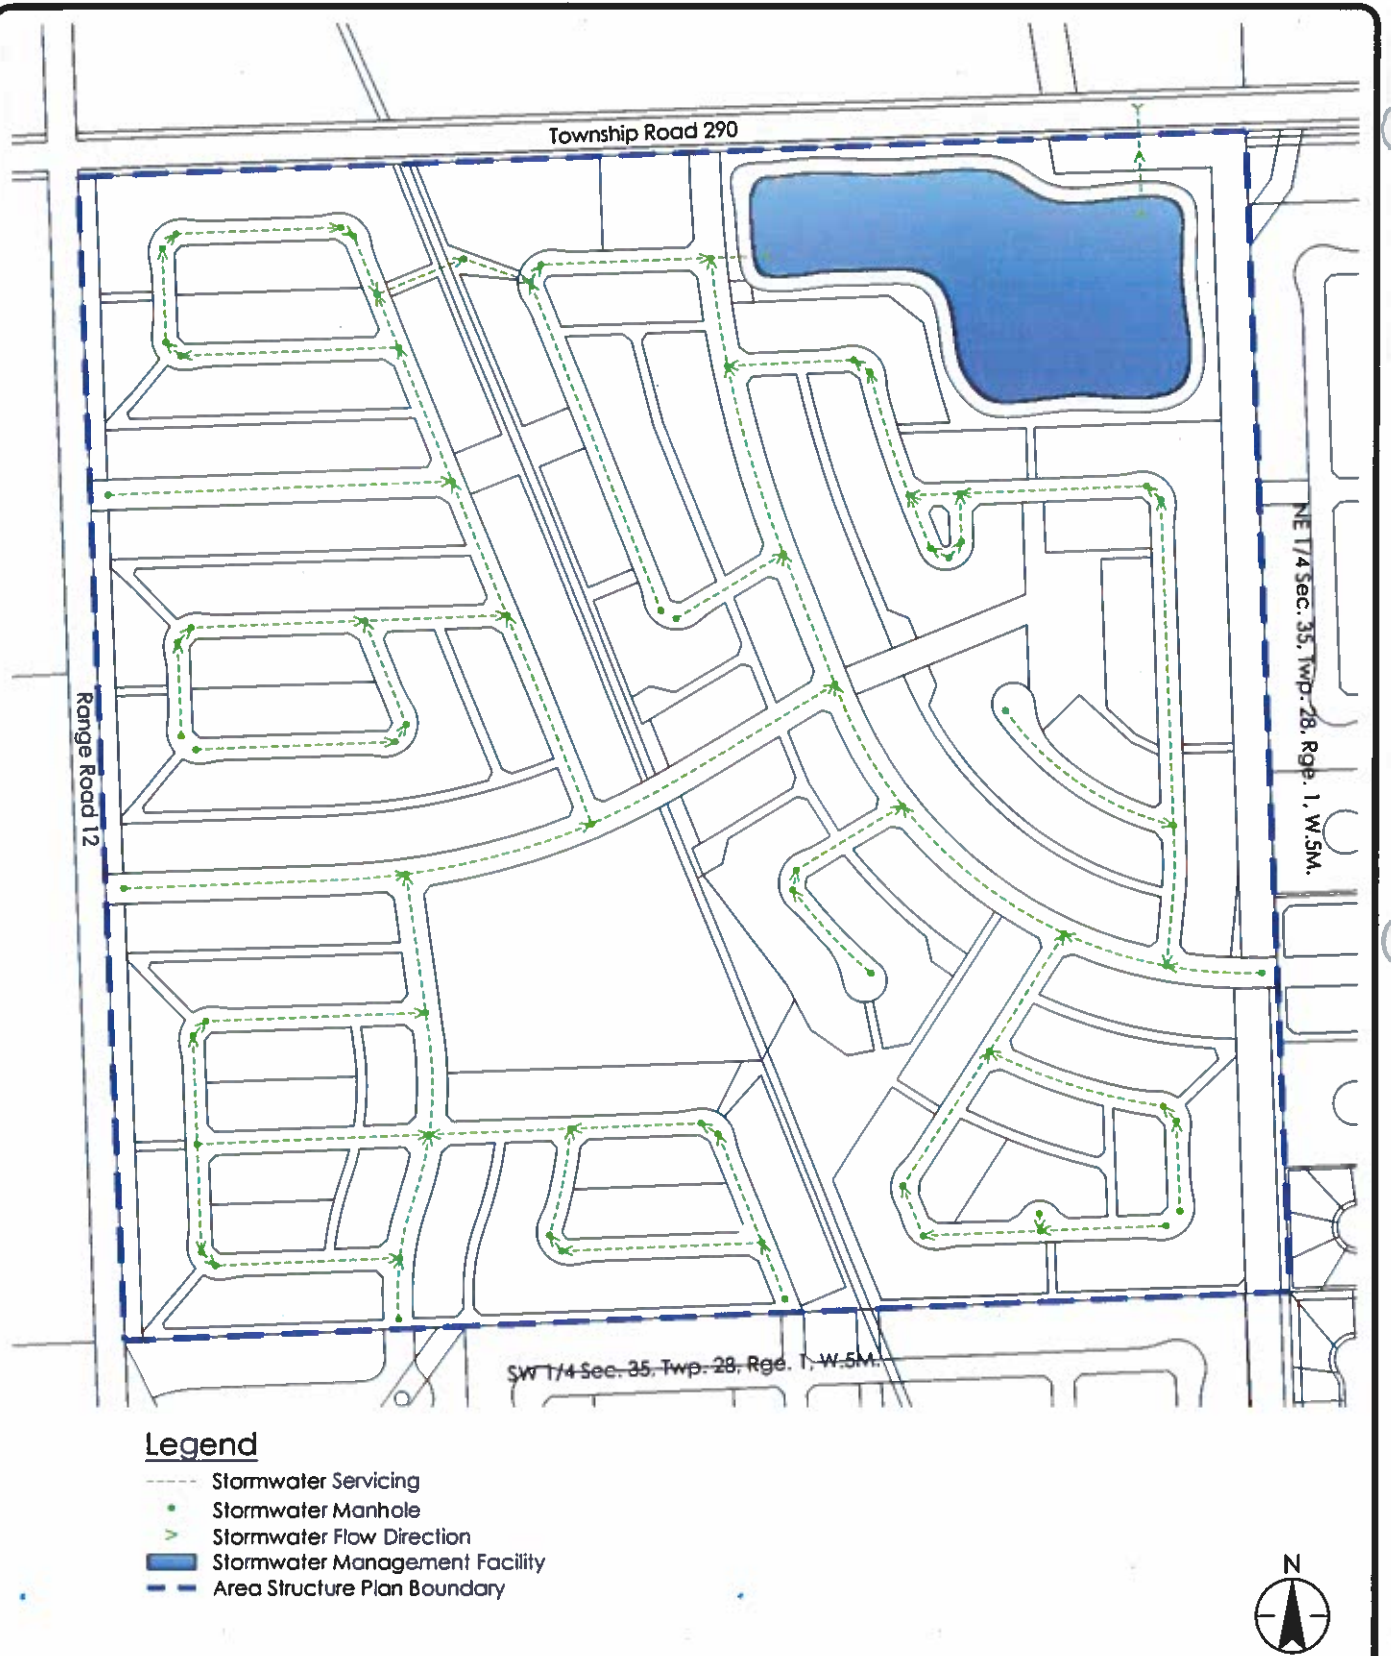 Township Road 290
Range Road 12
NE 1/4 Sec. 35, Twp. 28, Rge. 1, W.5M.
SW 1/4 Sec. 35, Twp. 28, Rge. 1, W.5M.
Legend
Stormwater Servicing
Stormwater Manhole
Stormwater Flow Direction
Stormwater Management Facility
Area Structure Plan Boundary
N